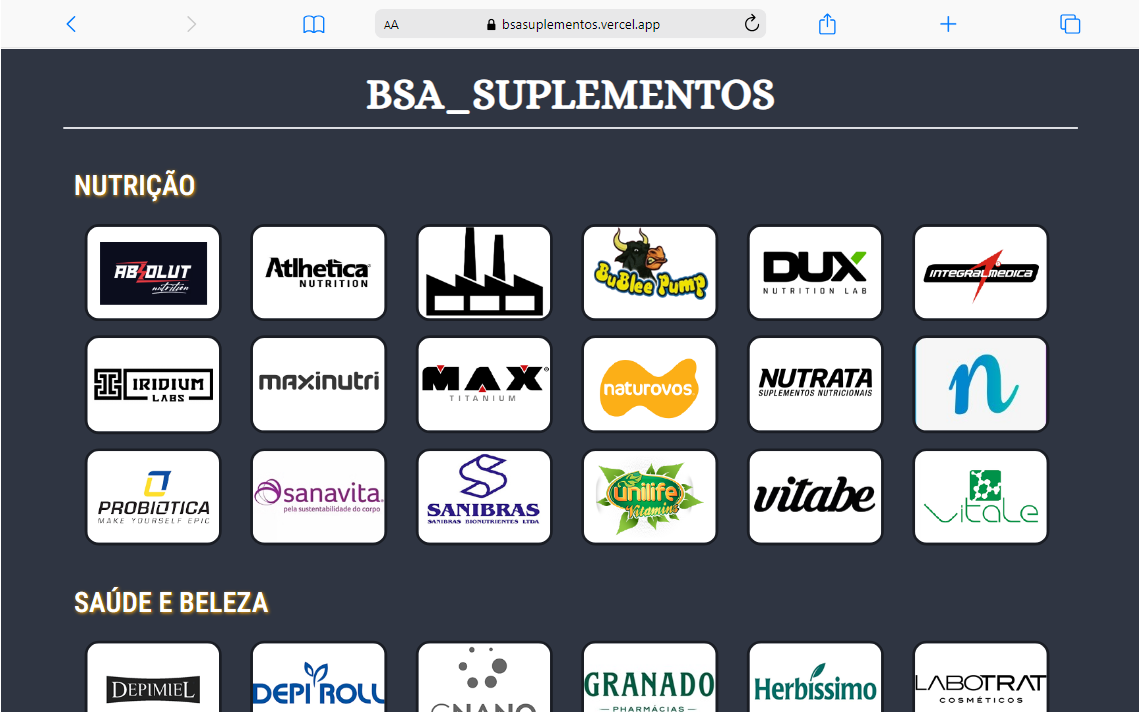 AA bsasuplementos.vercel.app
BSA_SUPLEMENTOS
NUTRIÇÃO
ABSOLUT
nutrition
Atlhetica
NUTRITION
BuBlee Pump
DUX
NUTRITION LAB
INTEGRALMEDICA
IRIDIUM
LABS
maxinutri
MAX
TITANIUM
naturovos
NUTRATA
SUPLEMENTOS NUTRICIONAIS
n
PROBIÓTICA
MAKE YOURSELF EPIC
sanavita
pela sustentabilidade do corpo
SANIBRAS
SANIBRAS BIONUTRIENTES LTDA
unilife
Vitamins
vitabe
Vitale
SAÚDE E BELEZA
DEPIMIEL
DEPI ROLL
GNANO
GRANADO
PHARMÁCIAS
Herbíssimo
LABOTRAT
COSMÉTICOS